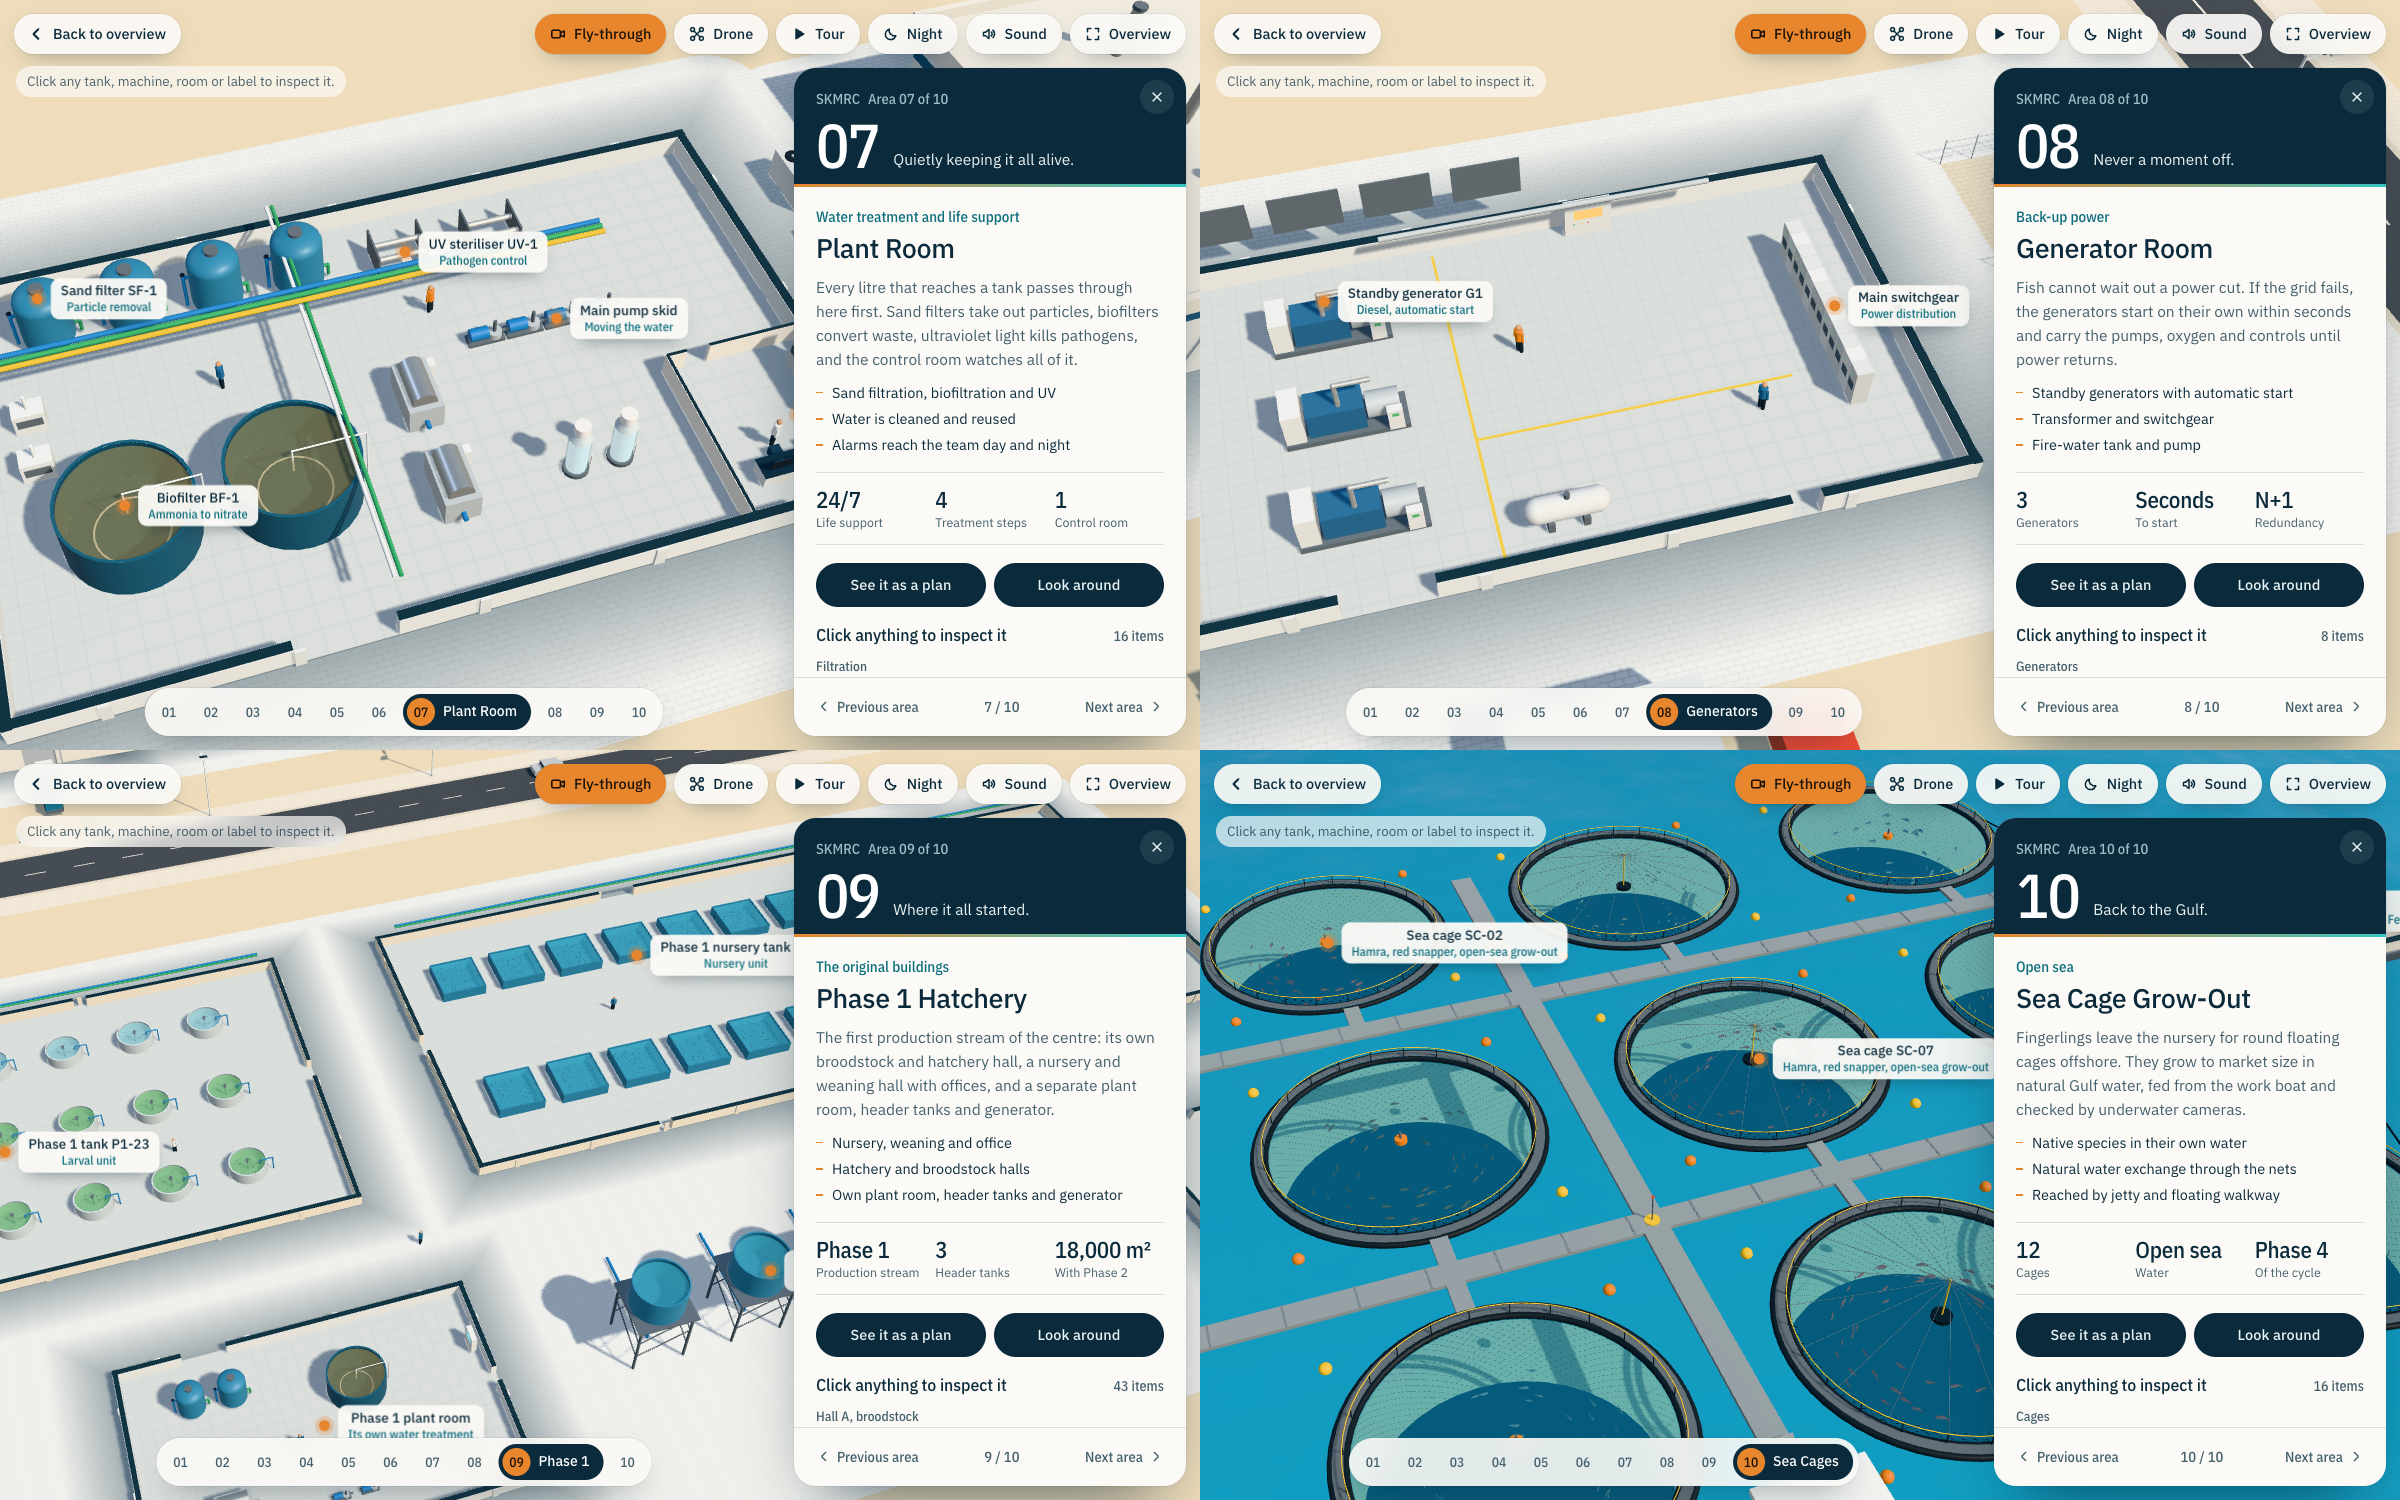 Back to overview
Fly-through
Drone
Tour
Night
Sound
Overview
Click any tank, machine, room or label to inspect it.
SKMRC Area 07 of 10
07 Quietly keeping it all alive.
Water treatment and life support
Plant Room
Every litre that reaches a tank passes through
here first. Sand filters take out particles, biofilters
convert waste, ultraviolet light kills pathogens,
and the control room watches all of it.
Sand filtration, biofiltration and UV
Water is cleaned and reused
Alarms reach the team day and night
24/7 4 1
Life support Treatment steps Control room
See it as a plan Look around
Click anything to inspect it 16 items
Filtration
Previous area 7 / 10 Next area
UV steriliser UV-1
Pathogen control
Sand filter SF-1
Particle removal
Main pump skid
Moving the water
Biofilter BF-1
Ammonia to nitrate
01 02 03 04 05 06 07 Plant Room 08 09 10
Back to overview
Fly-through
Drone
Tour
Night
Sound
Overview
Click any tank, machine, room or label to inspect it.
SKMRC Area 08 of 10
08 Never a moment off.
Back-up power
Generator Room
Fish cannot wait out a power cut. If the grid fails,
the generators start on their own within seconds
and carry the pumps, oxygen and controls until
power returns.
Standby generators with automatic start
Transformer and switchgear
Fire-water tank and pump
3 Seconds N+1
Generators To start Redundancy
See it as a plan Look around
Click anything to inspect it 8 items
Generators
Previous area 8 / 10 Next area
Standby generator G1
Diesel, automatic start
Main switchgear
Power distribution
01 02 03 04 05 06 07 08 Generators 09 10
Back to overview
Fly-through
Drone
Tour
Night
Sound
Overview
Click any tank, machine, room or label to inspect it.
SKMRC Area 09 of 10
09 Where it all started.
The original buildings
Phase 1 Hatchery
The first production stream of the centre: its own
broodstock and hatchery hall, a nursery and
weaning hall with offices, and a separate plant
room, header tanks and generator.
Nursery, weaning and office
Hatchery and broodstock halls
Own plant room, header tanks and generator
Phase 1 3 18,000 m²
Production stream Header tanks With Phase 2
See it as a plan Look around
Click anything to inspect it 43 items
Hall A, broodstock
Previous area 9 / 10 Next area
Phase 1 nursery tank
Nursery unit
Phase 1 tank P1-23
Larval unit
Phase 1 plant room
Its own water treatment
01 02 03 04 05 06 07 08 09 Phase 1 10
Back to overview
Fly-through
Drone
Tour
Night
Sound
Overview
Click any tank, machine, room or label to inspect it.
SKMRC Area 10 of 10
10 Back to the Gulf.
Open sea
Sea Cage Grow-Out
Fingerlings leave the nursery for round floating
cages offshore. They grow to market size in
natural Gulf water, fed from the work boat and
checked by underwater cameras.
Native species in their own water
Natural water exchange through the nets
Reached by jetty and floating walkway
12 Open sea Phase 4
Cages Water Of the cycle
See it as a plan Look around
Click anything to inspect it 16 items
Cages
Previous area 10 / 10 Next area
Sea cage SC-02
Hamra, red snapper, open-sea grow-out
Sea cage SC-07
Hamra, red snapper, open-sea grow-out
01 02 03 04 05 06 07 08 09 10 Sea Cages